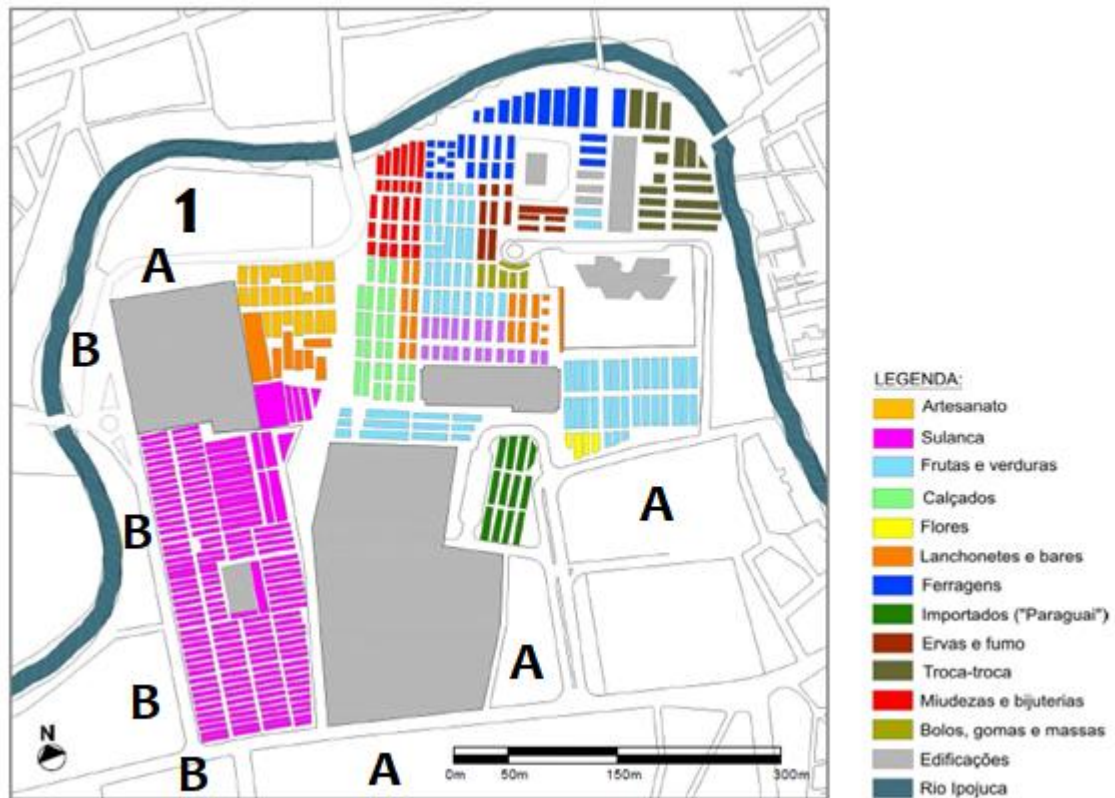 1
A
B
B
A
A
B
B
A
N
0m 50m 150m 300m
LEGENDA:
Artesanato
Sulanca
Frutas e verduras
Calçados
Flores
Lanchonetes e bares
Ferragens
Importados ("Paraguai")
Ervas e fumo
Troca-troca
Miudezas e bijuterias
Bolos, gomas e massas
Edificações
Rio Ipojuca